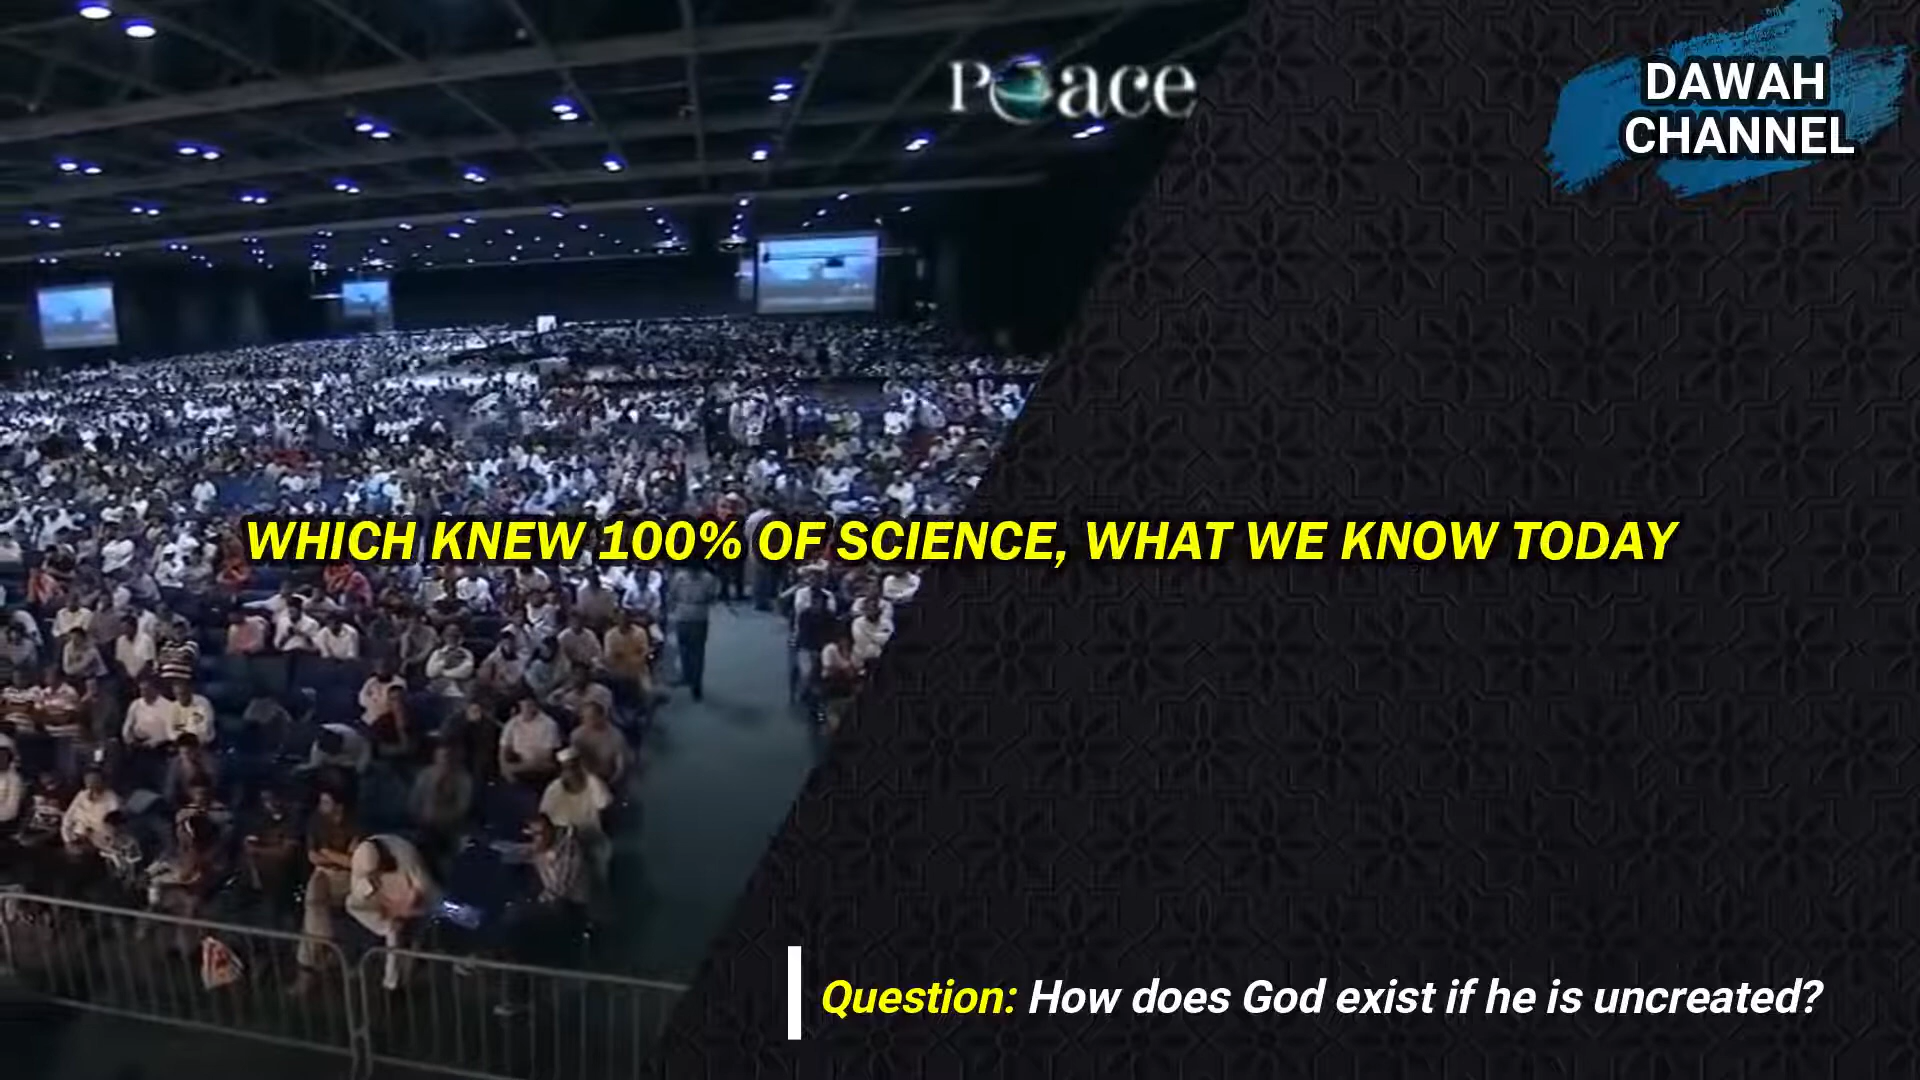 Peace
DAWAH
CHANNEL
WHICH KNEW 100% OF SCIENCE, WHAT WE KNOW TODAY
Question: How does God exist if he is uncreated?